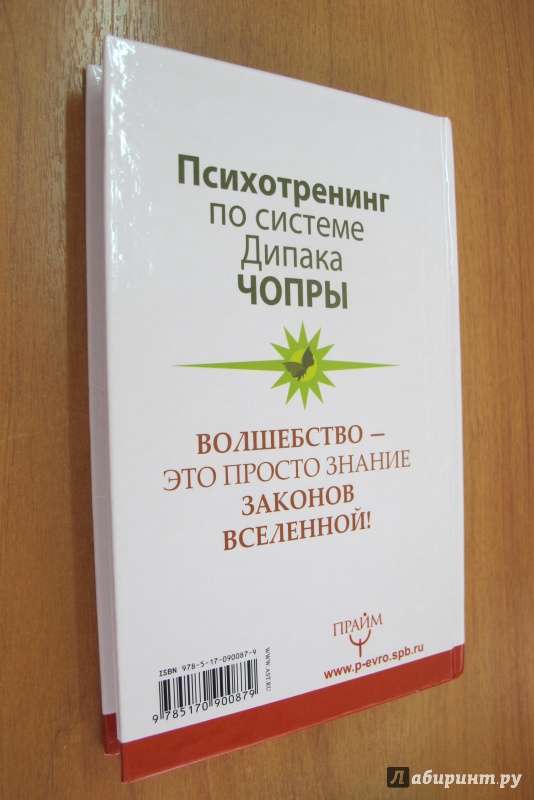 Психотренинг
по системе
Дипака
ЧОПРЫ
ВОЛШЕБСТВО –
ЭТО ПРОСТО ЗНАНИЕ
ЗАКОНОВ
ВСЕЛЕННОЙ!
ПРАЙМ
www.p-evro.spb.ru
ISBN 978-5-17-090087-9
9 785170 900879
WWW.AST.RU
Лабиринт.ру